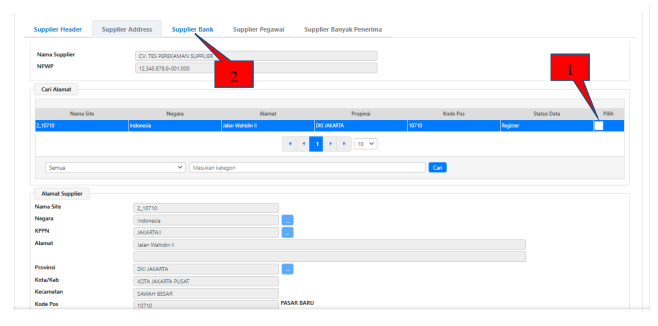 Supplier Header Supplier Address Supplier Bank Supplier Pegawai Supplier Banyak Penerima
Nama Supplier CV. TES PEREKAMAN SUPPLIER
NPWP 12.345.678.9-001.000
2
1
Cari Alamat
Nama Site Negara Alamat Propinsi Kode Pos Status Data Pilih
2_10710 Indonesia Jalan Wahidin II DKI JAKARTA 10710 Register
1 10
Semua Masukan kategori Cari
Alamat Supplier
Nama Site 2_10710
Negara Indonesia ...
KPPN JAKARTA II ...
Alamat Jalan Wahidin II
Provinsi DKI JAKARTA ...
Kota/Kab KOTA JAKARTA PUSAT
Kecamatan SAWAH BESAR
Kode Pos 10710 PASAR BARU